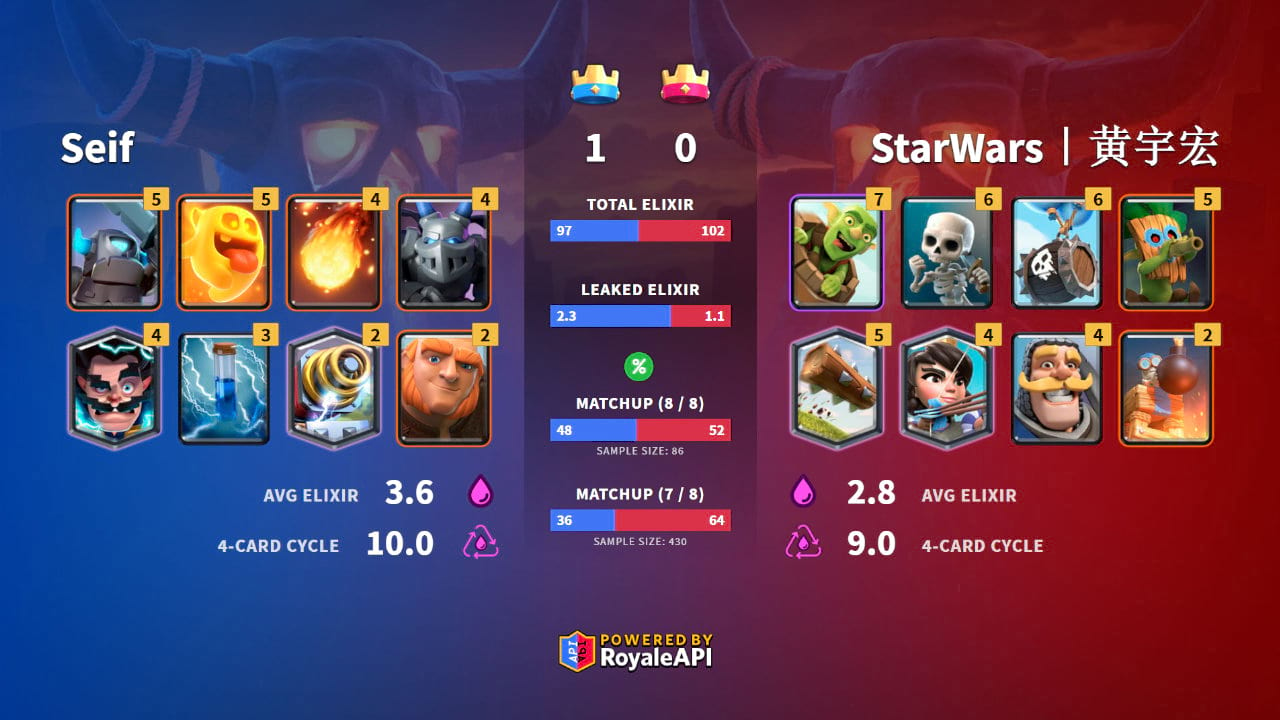 Seif
1 0
StarWars | 黃宇宏
5 5 4 4
4 3 2 2
AVG ELIXIR 3.6
4-CARD CYCLE 10.0
TOTAL ELIXIR
97 102
LEAKED ELIXIR
2.3 1.1
%
MATCHUP (8 / 8)
48 52
SAMPLE SIZE: 86
MATCHUP (7 / 8)
36 64
SAMPLE SIZE: 430
7 6 6 5
5 4 4 2
2.8 AVG ELIXIR
9.0 4-CARD CYCLE
API API
POWERED BY
RoyaleAPI